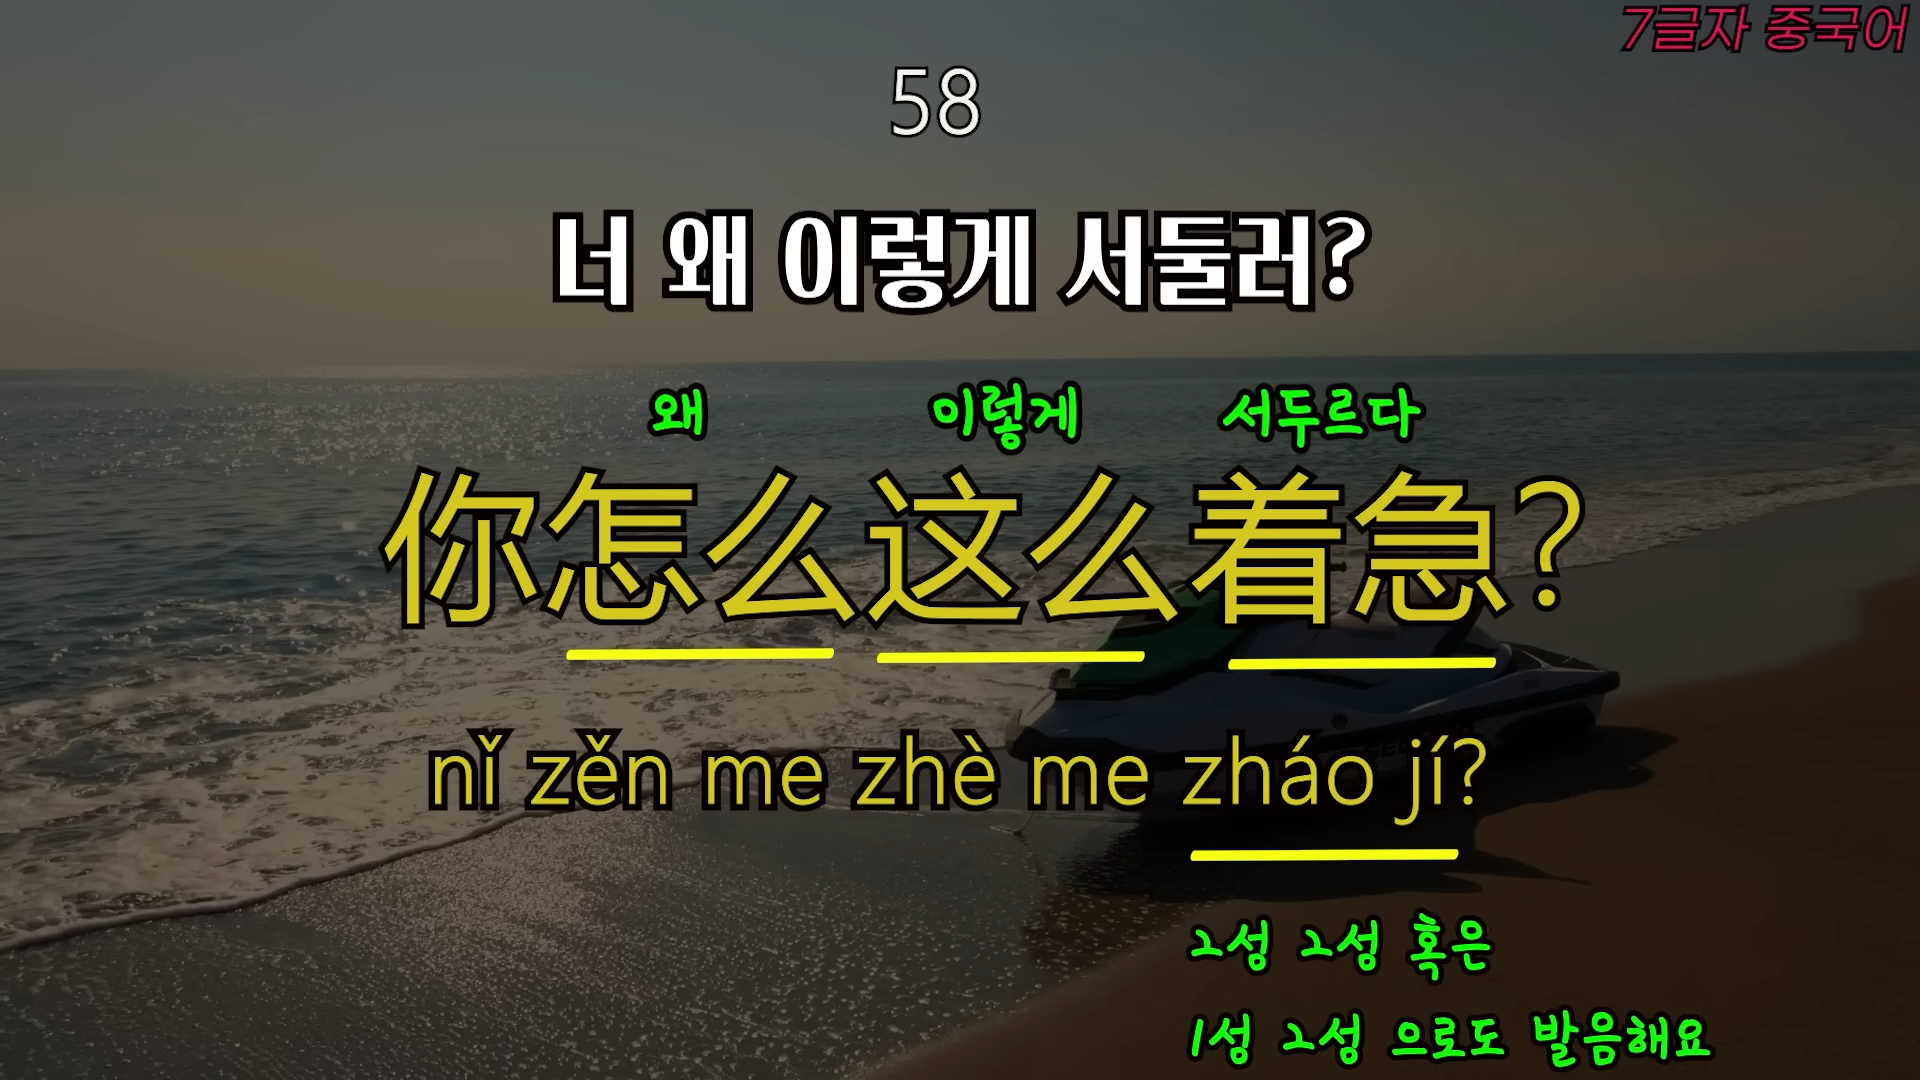 7글자 중국어
58
너 왜 이렇게 서둘러?
왜 이렇게 서두르다
你怎么这么着急?
nǐ zěn me zhè me zháo jí?
2성 2성 혹은
1성 2성 으로도 발음해요